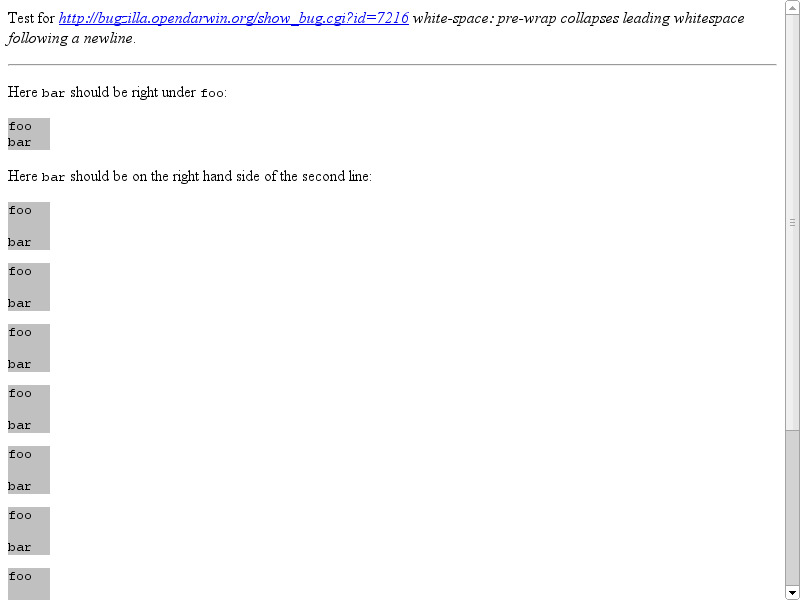 Test for http://bugzilla.opendarwin.org/show_bug.cgi?id=7216 white-space: pre-wrap collapses leading whitespace
following a newline.
Here bar should be right under foo:
foo
bar
Here bar should be on the right hand side of the second line:
foo
bar
foo
bar
foo
bar
foo
bar
foo
bar
foo
bar
foo